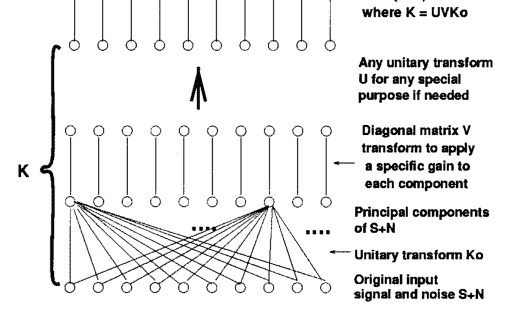 where K = UVKo
Any unitary transform
U for any special
purpose if needed
Diagonal matrix V
transform to apply
a specific gain to
each component
K
Principal components
of S+N
Unitary transform Ko
Original input
signal and noise S+N